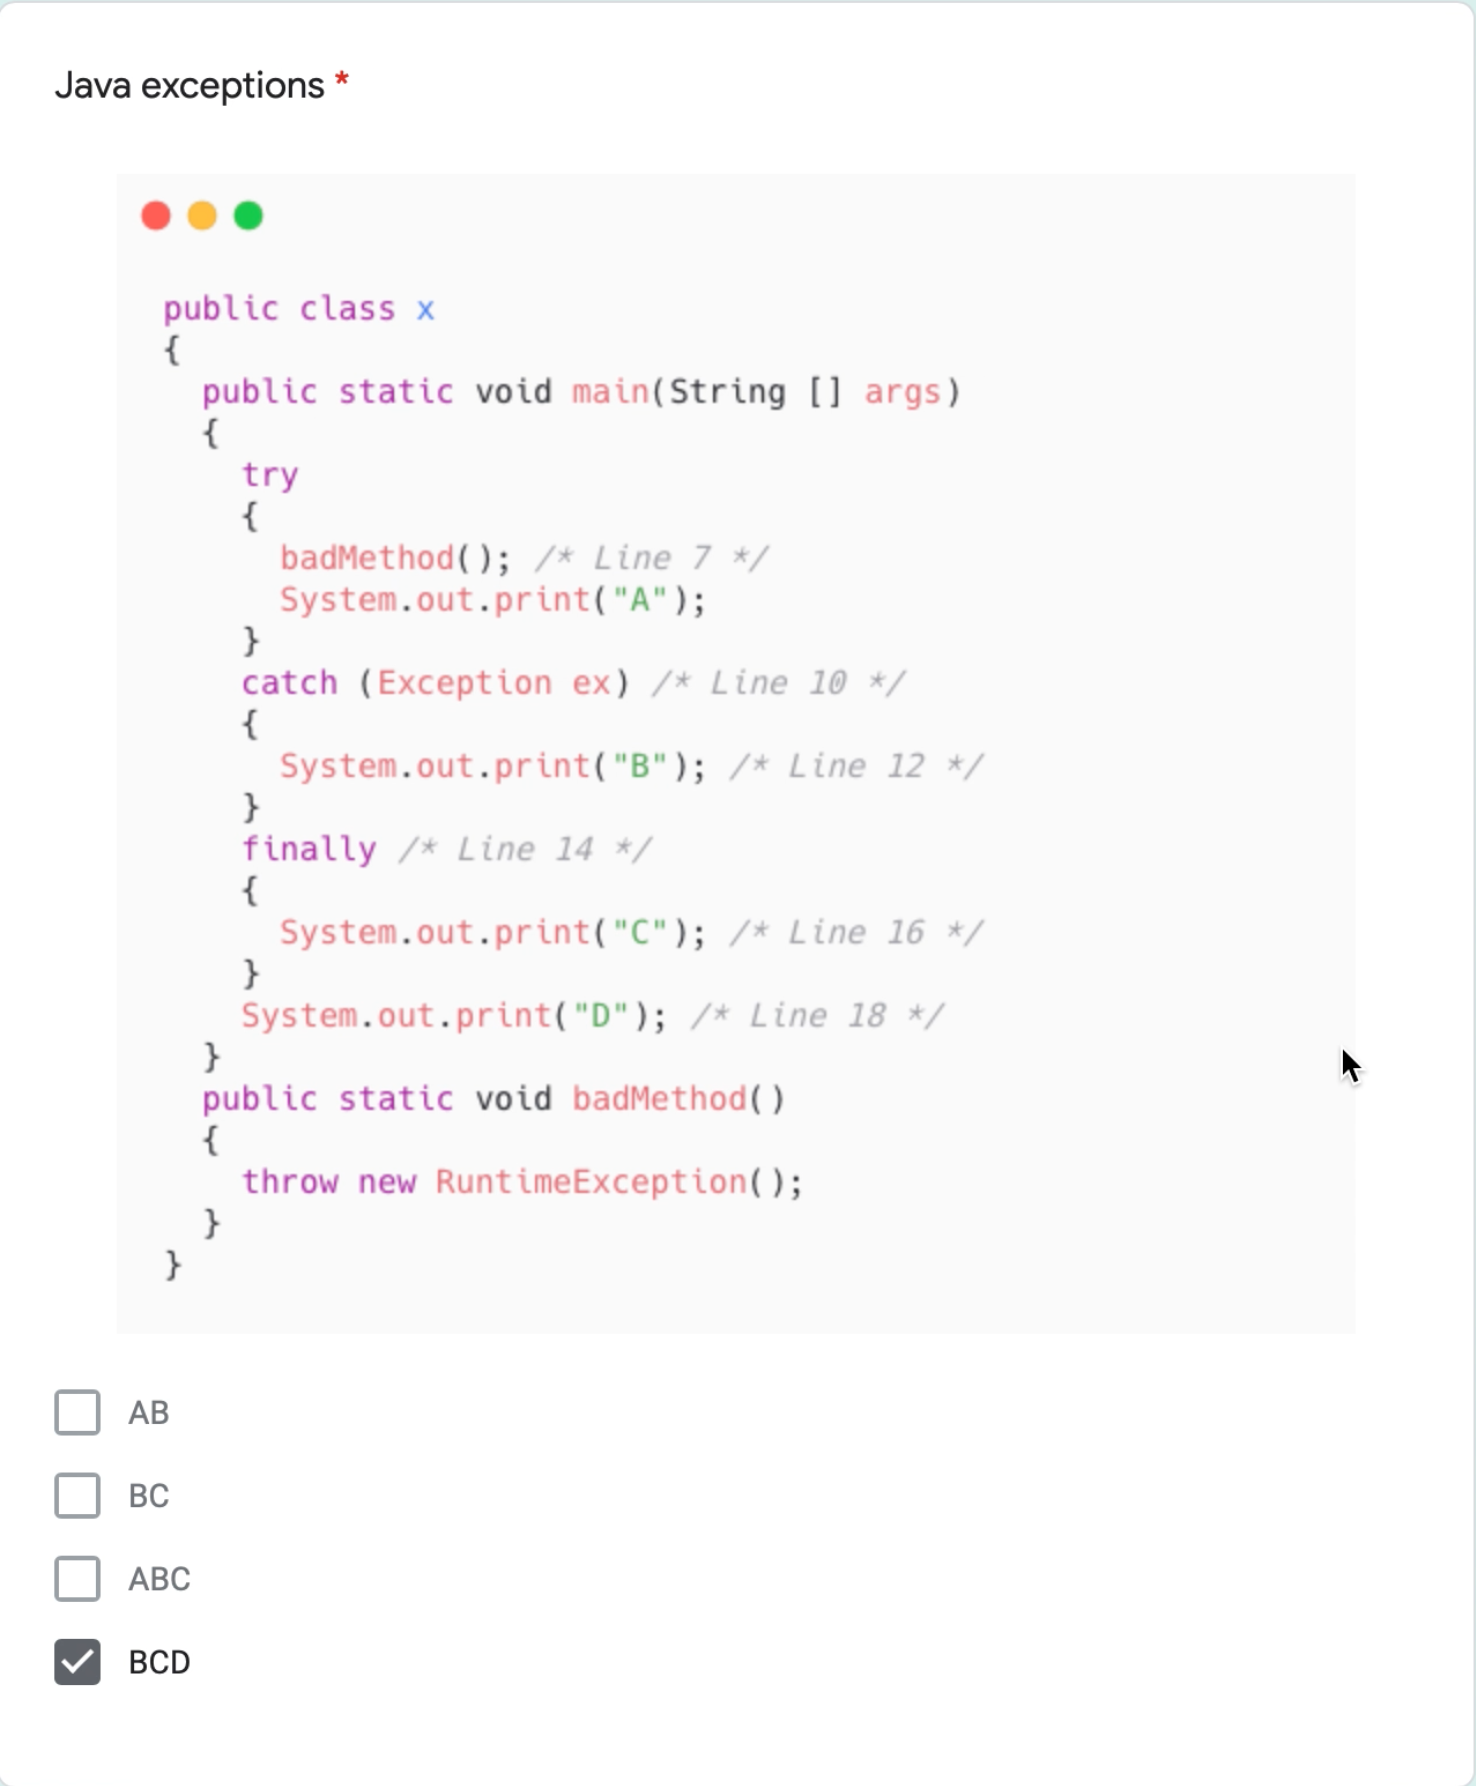 Java exceptions *
public class x
{
  public static void main(String [] args)
  {
    try
    {
      badMethod(); /* Line 7 */
      System.out.print("A");
    }
    catch (Exception ex) /* Line 10 */
    {
      System.out.print("B"); /* Line 12 */
    }
    finally /* Line 14 */
    {
      System.out.print("C"); /* Line 16 */
    }
    System.out.print("D"); /* Line 18 */
  }
  public static void badMethod()
  {
    throw new RuntimeException();
  }
}
AB
BC
ABC
BCD